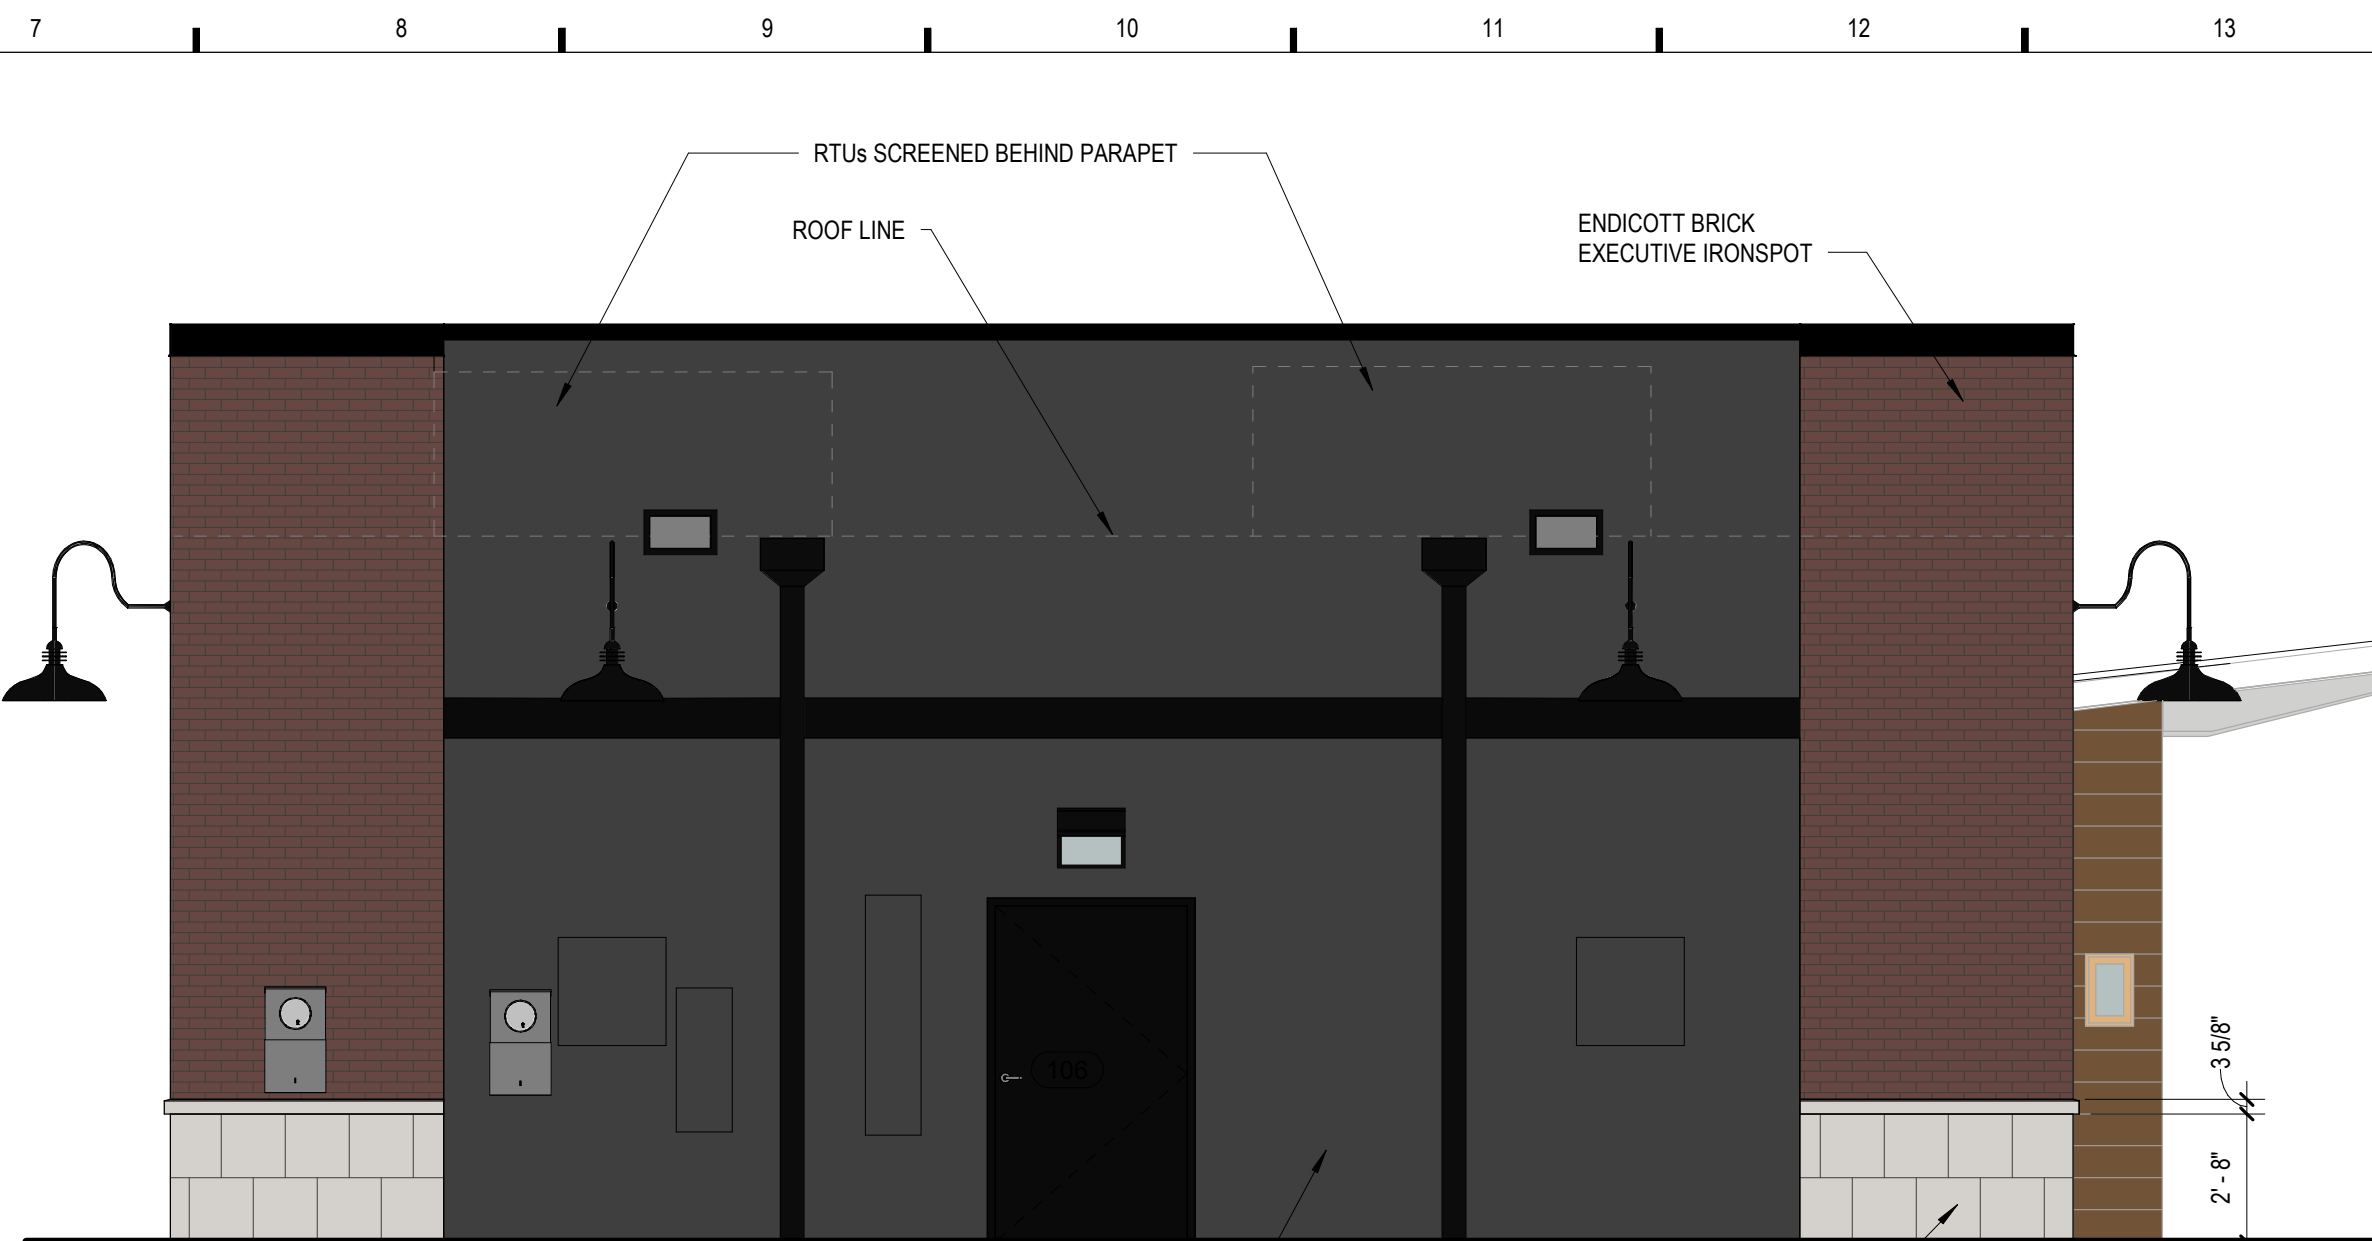 7 8 9 10 11 12 13
RTUs SCREENED BEHIND PARAPET
ROOF LINE
ENDICOTT BRICK
EXECUTIVE IRONSPOT
106
3 5/8"
2' - 8"